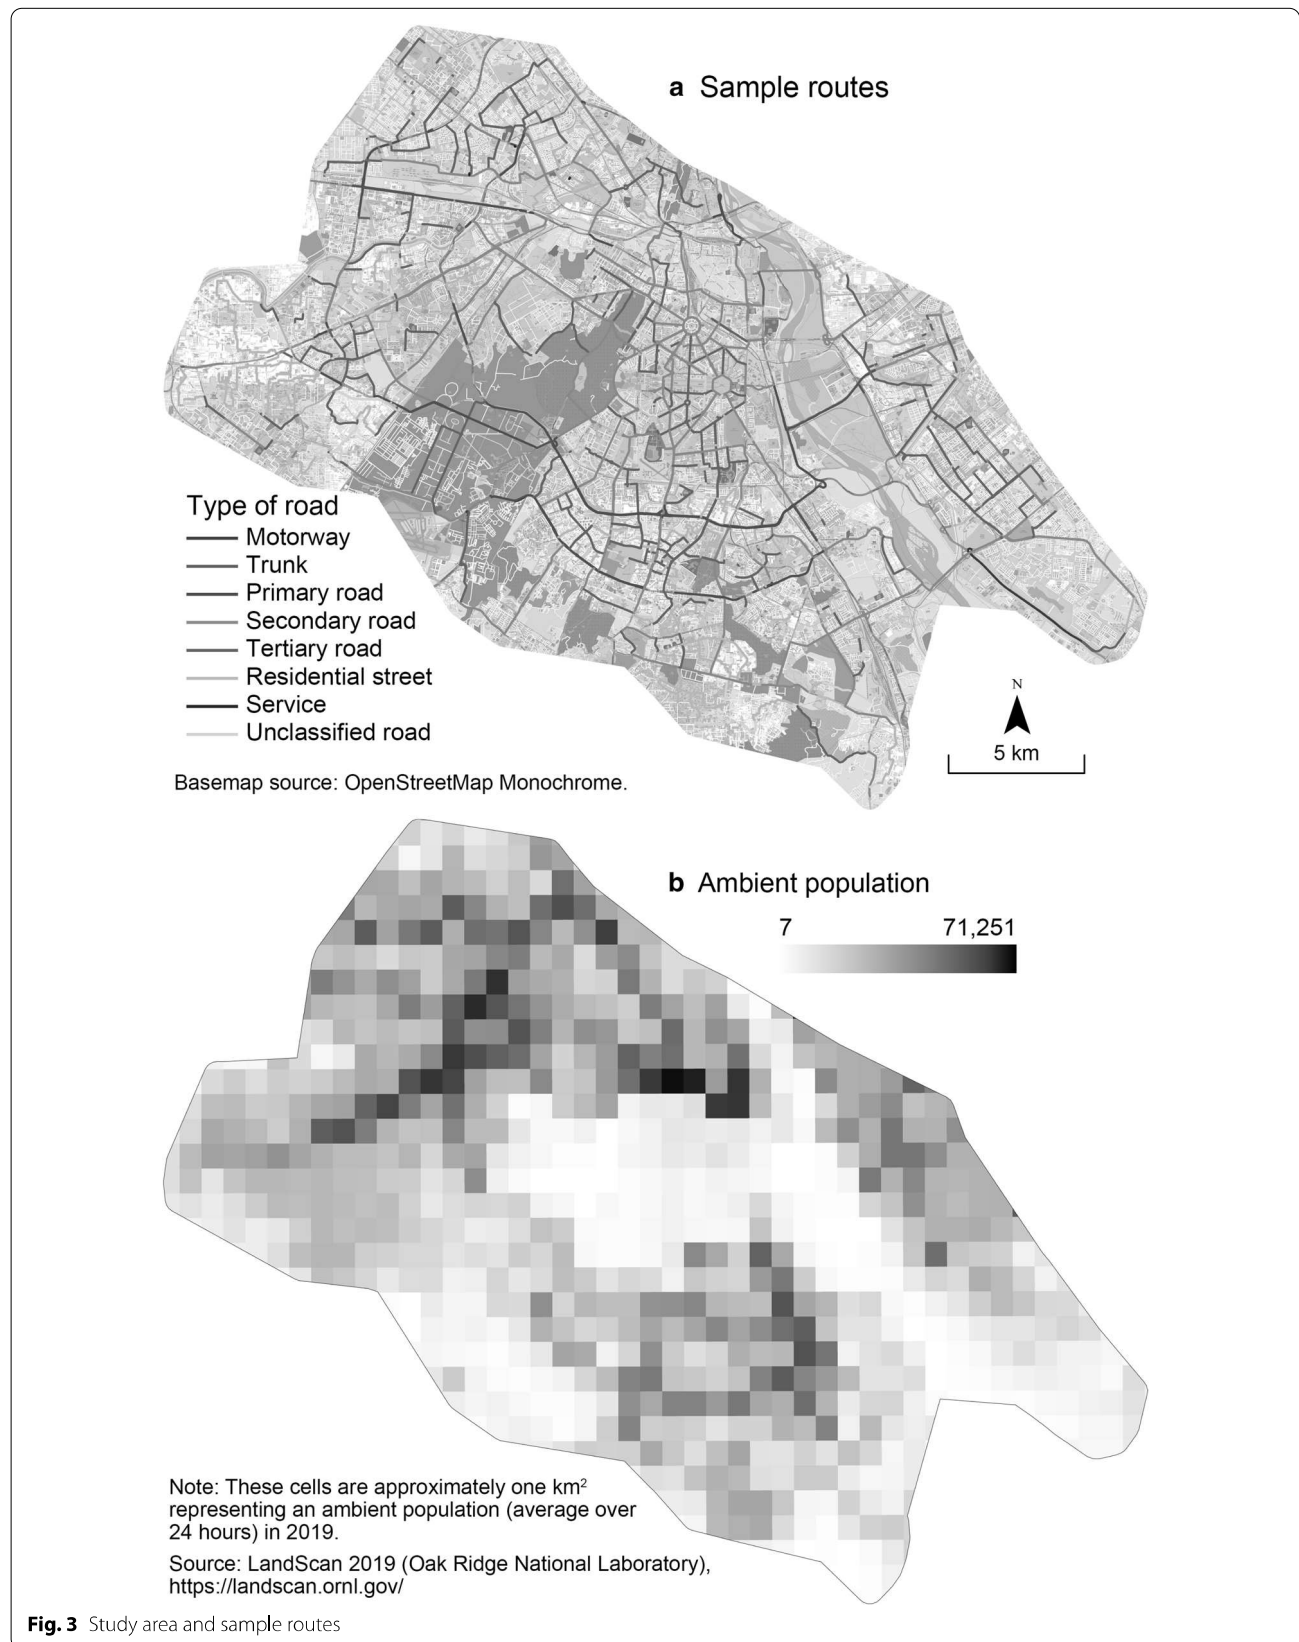 a Sample routes
Type of road
Motorway
Trunk
Primary road
Secondary road
Tertiary road
Residential street
Service
Unclassified road
N
5 km
Basemap source: OpenStreetMap Monochrome.
b Ambient population
7 71,251
Note: These cells are approximately one km²
representing an ambient population (average over
24 hours) in 2019.
Source: LandScan 2019 (Oak Ridge National Laboratory),
https://landscan.ornl.gov/
Fig. 3 Study area and sample routes